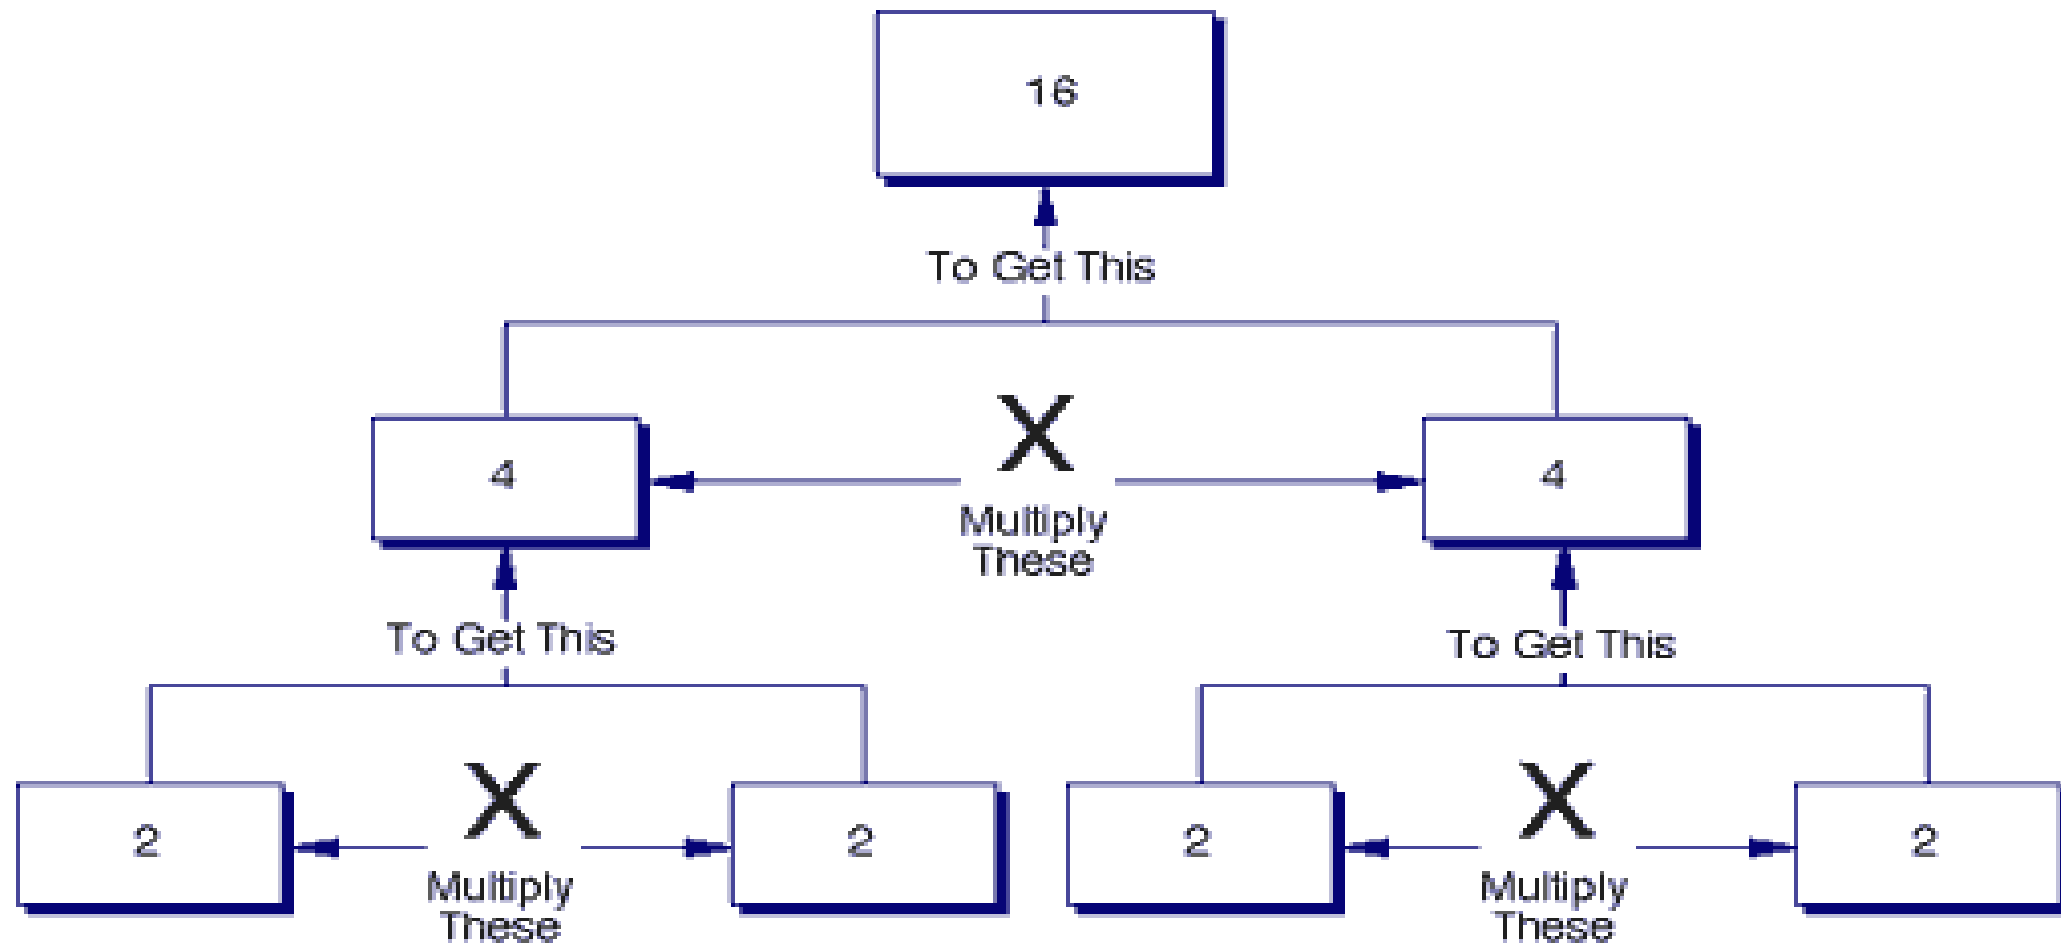 16
To Get This
X
4
4
Multiply
These
To Get This
To Get This
X
X
2
2
2
2
Multiply
These
Multiply
These